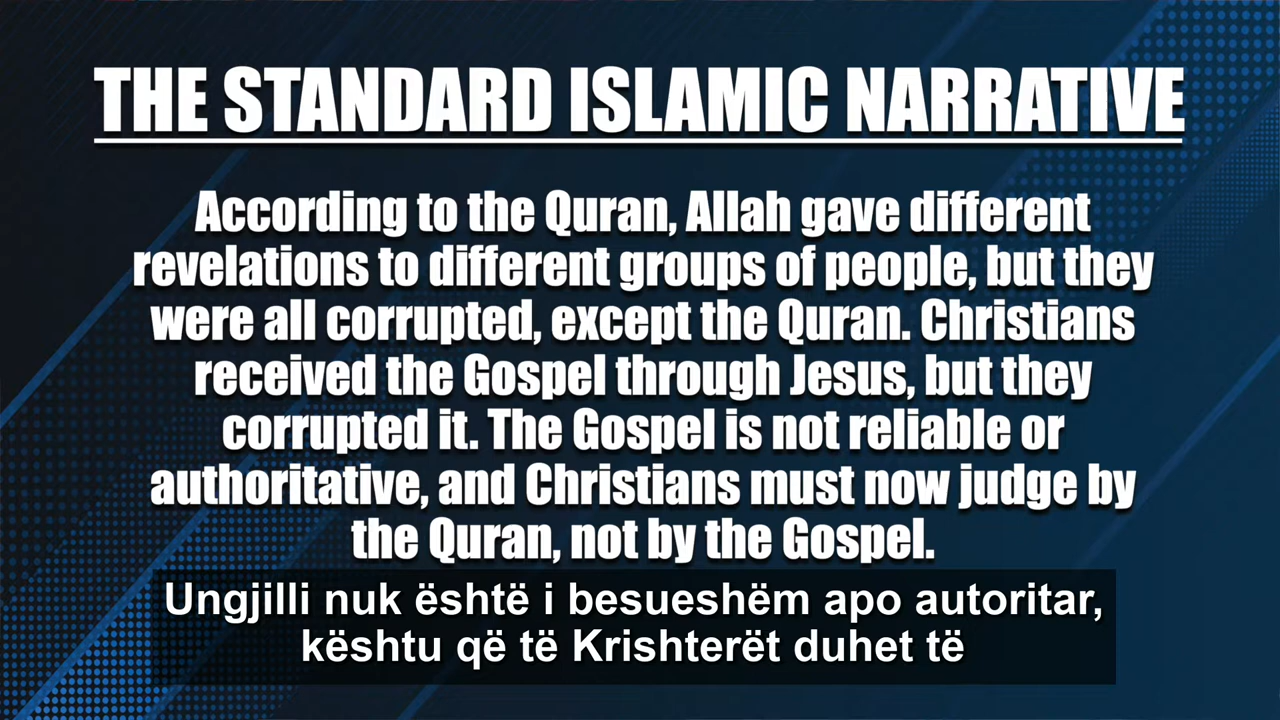 THE STANDARD ISLAMIC NARRATIVE
According to the Quran, Allah gave different
revelations to different groups of people, but they
were all corrupted, except the Quran. Christians
received the Gospel through Jesus, but they
corrupted it. The Gospel is not reliable or
authoritative, and Christians must now judge by
the Quran, not by the Gospel.
Ungjilli nuk është i besueshëm apo autoritar,
kështu që të Krishterët duhet të